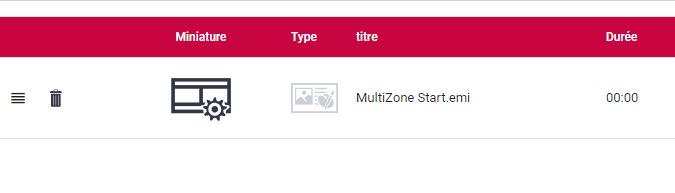 Miniature Type titre Durée
MultiZone Start.emi 00:00